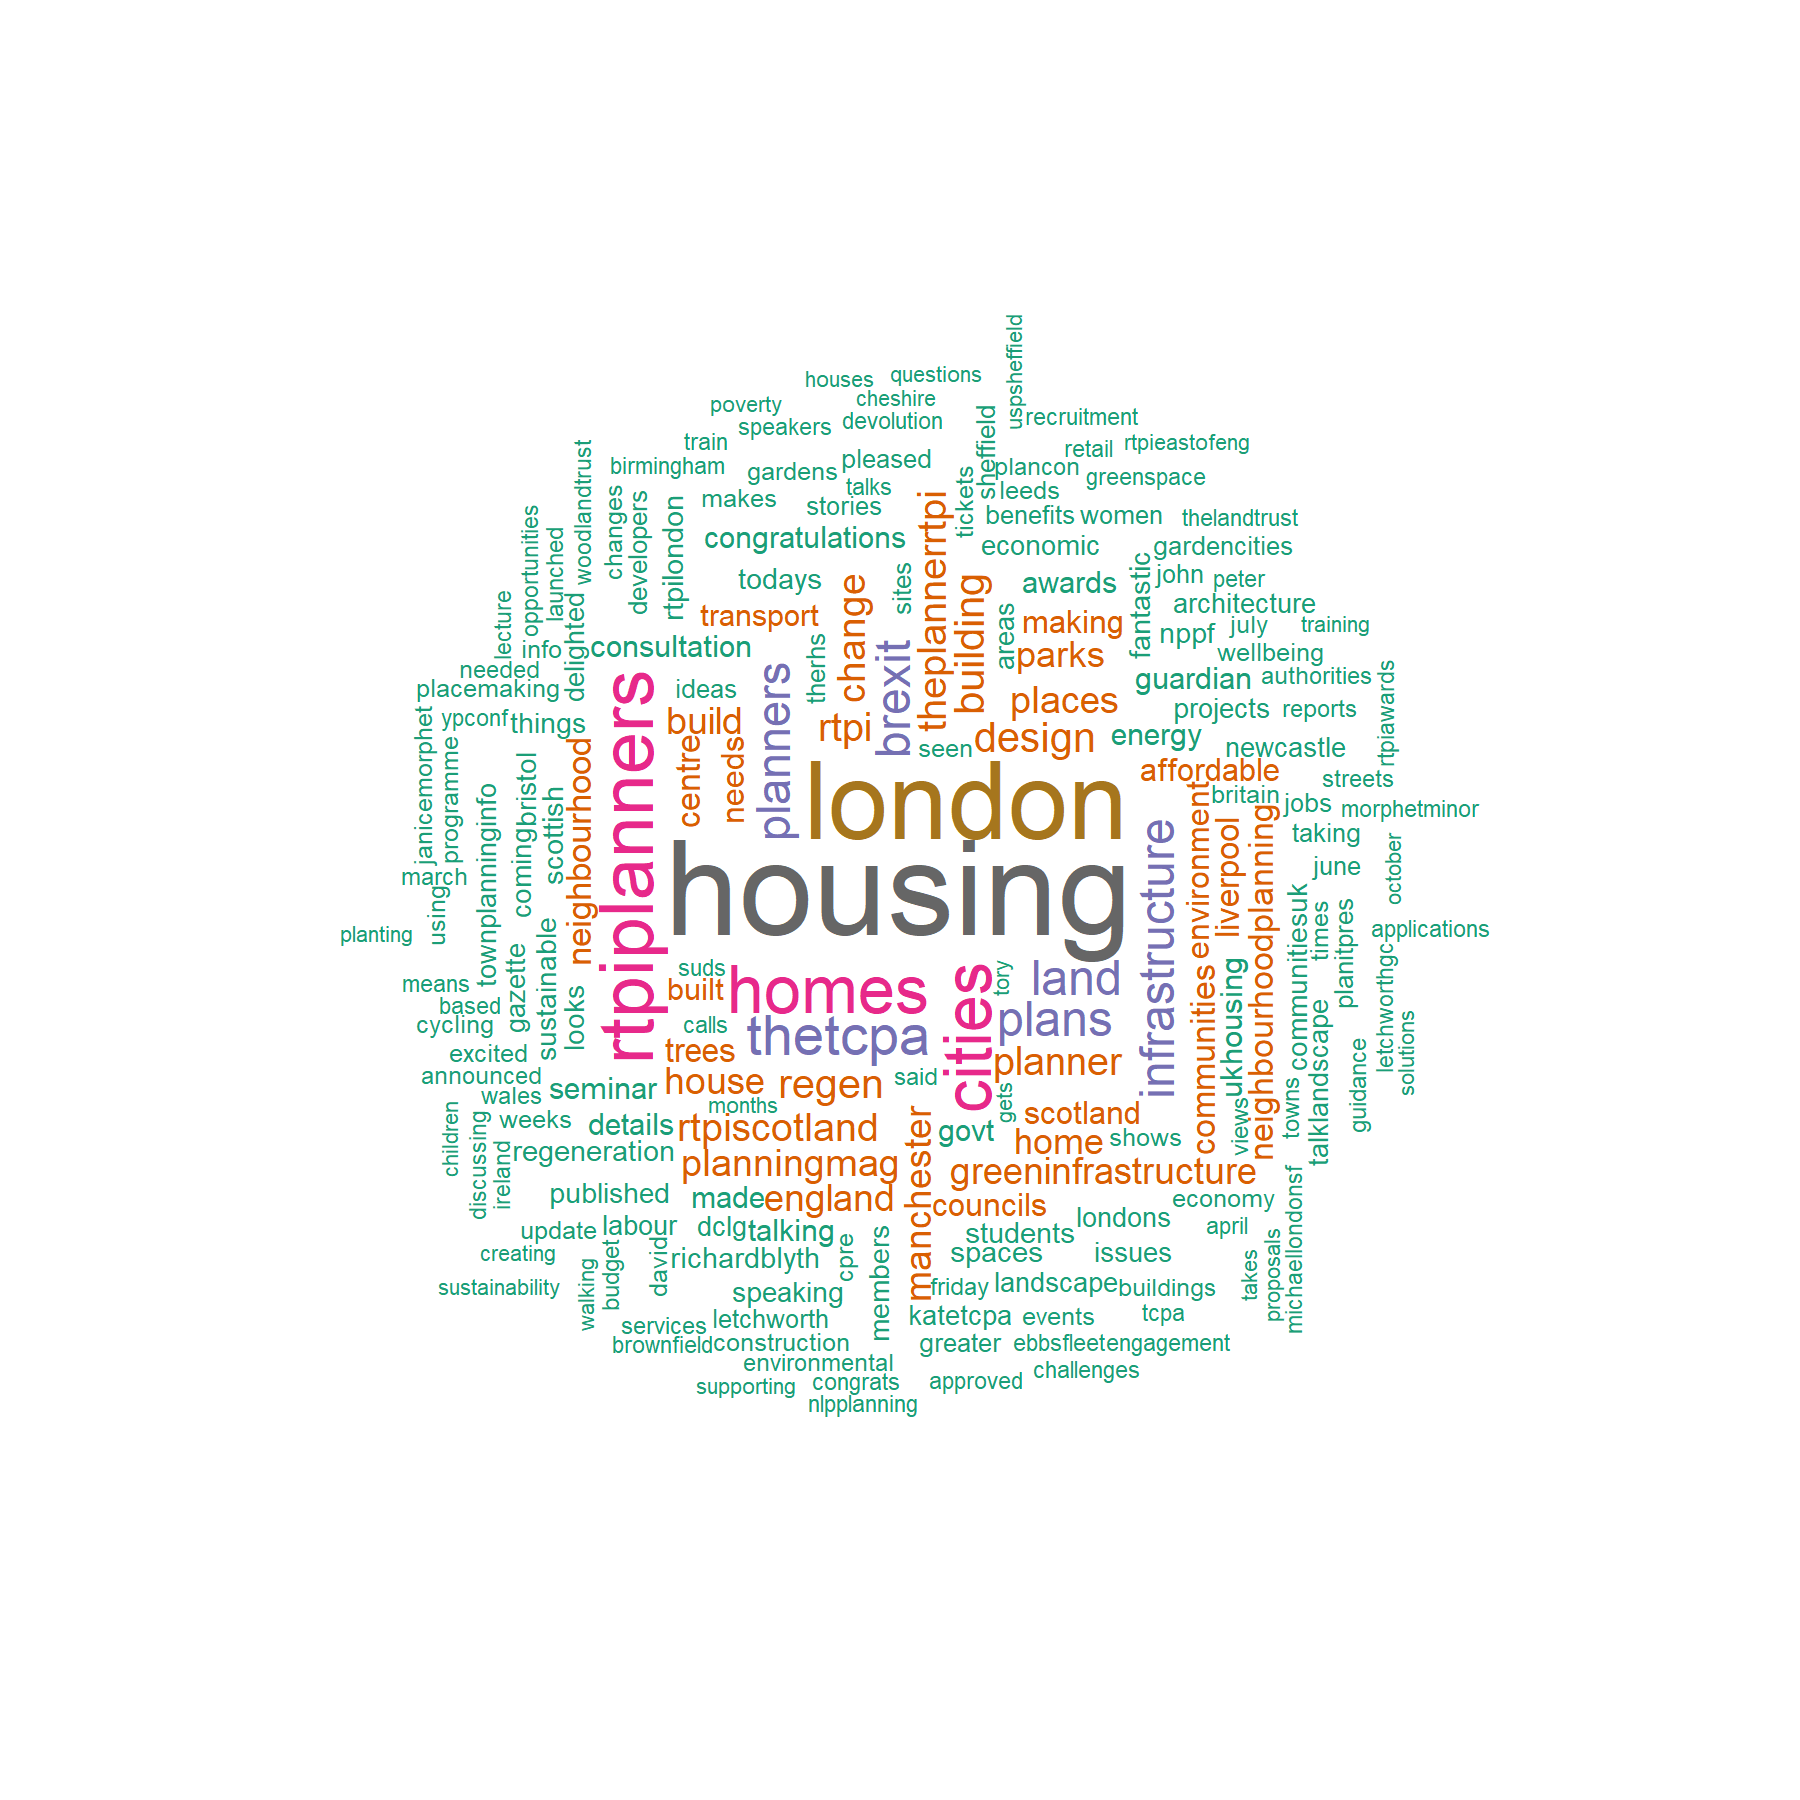 uspsheffield
houses
questions
cheshire
poverty
devolution
recruitment
speakers
sheffield
train
rtpieastofeng
retail
pleased
birmingham
gardens
plancon
greenspace
woodlandtrust
talks
tickets
leeds
makes
stories
changes
developers
rtpilondon
theplannerrtpi
benefits
women
thelandtrust
opportunities
launched
congratulations
economic
gardencities
todays
change
sites
building
awards
fantastic
john
peter
lecture
delighted
transport
areas
making
architecture
nppf
july
training
info
consultation
therhs
brexit
parks
wellbeing
needed
placementaking
ideas
planners
guardian
authorities
rtpiawards
janicemorphet
ypconf
things
rtpiplanners
build
rtpi
places
projects
reports
seen
design
energy
newcastle
programme
townplanninginfo
coming
bristol
scottish
neighbourhood
centre
needs
london
affordable
streets
britain
jobs
morphetminor
environment
liverpool
neighbourhoodplanning
infrastructure
taking
housing
march
june
october
using
planting
gazette
sustainable
communitiesuk
times
planitpres
applications
suds
tory
land
ukhousing
means
built
homes
cities
letchworthgc
based
looks
plans
communities
solutions
cycling
calls
thetcpa
talklandscape
excited
trees
planner
guidance
announced
wales
seminar
house
regen
said
gets
towns
children
weeks
months
details
rtpiscotland
manchester
scotland
govt
home
shows
views
discussing
ireland
regeneration
planningmag
greeninfrastructure
published
made
england
councils
economy
michaellondonsf
update
labour
dclg
talking
students
londons
april
creating
budget
david
richardblyth
cpre
members
spaces
issues
takes
proposals
sustainability
walking
speaking
friday
landscape
buildings
services
letchworth
katetcpa
events
tcpa
brownfield
construction
greater
ebbsfleet
engagement
environmental
supporting
congrats
approved
challenges
nlpplanning